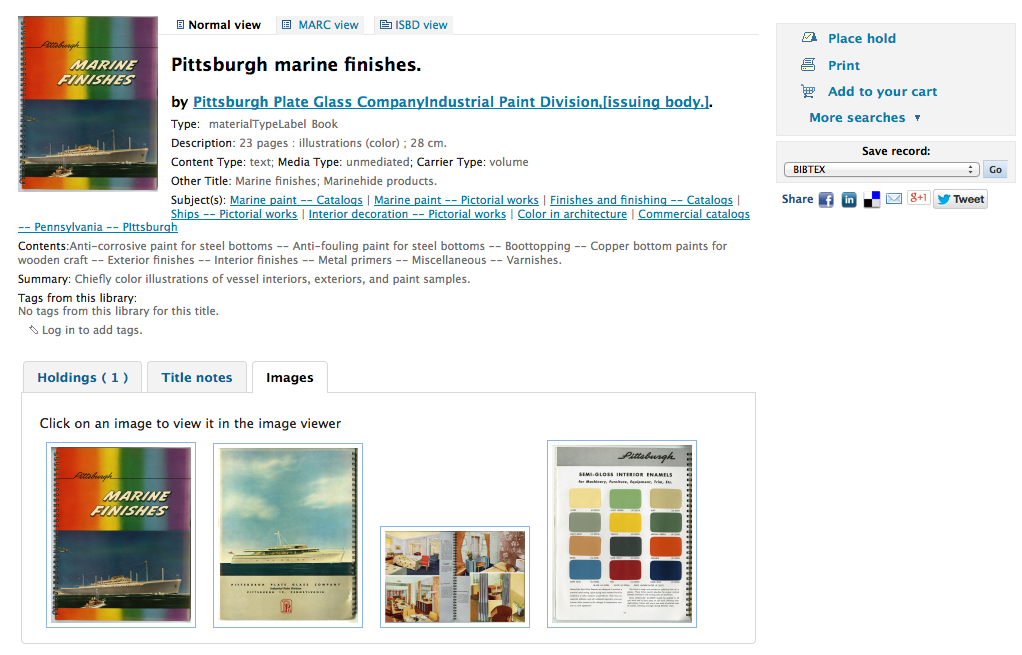 Normal view MARC view ISBD view
Pittsburgh
MARINE
FINISHES
Pittsburgh marine finishes.
by Pittsburgh Plate Glass CompanyIndustrial Paint Division,[issuing body.].
Type: materialTypeLabel Book
Description: 23 pages : illustrations (color) ; 28 cm.
Content Type: text; Media Type: unmediated; Carrier Type: volume
Other Title: Marine finishes; Marinehide products.
Subject(s): Marine paint -- Catalogs | Marine paint -- Pictorial works | Finishes and finishing -- Catalogs |
Ships -- Pictorial works | Interior decoration -- Pictorial works | Color in architecture | Commercial catalogs
-- Pennsylvania -- PIttsburgh
Contents:Anti-corrosive paint for steel bottoms -- Anti-fouling paint for steel bottoms -- Boottopping -- Copper bottom paints for
wooden craft -- Exterior finishes -- Interior finishes -- Metal primers -- Miscellaneous -- Varnishes.
Summary: Chiefly color illustrations of vessel interiors, exteriors, and paint samples.
Tags from this library:
No tags from this library for this title.
Log in to add tags.
Place hold
Print
Add to your cart
More searches
Save record:
BIBTEX Go
Share f in g+1 Tweet
Holdings ( 1 ) Title notes Images
Click on an image to view it in the image viewer
Pittsburgh
MARINE
FINISHES
PITTSBURGH PLATE GLASS COMPANY
Industrial Paint Division
PITTSBURGH 19, PENNSYLVANIA
Pittsburgh
SEMI-GLOSS INTERIOR ENAMELS
for Machinery, Furniture, Equipment, Trim, Etc.